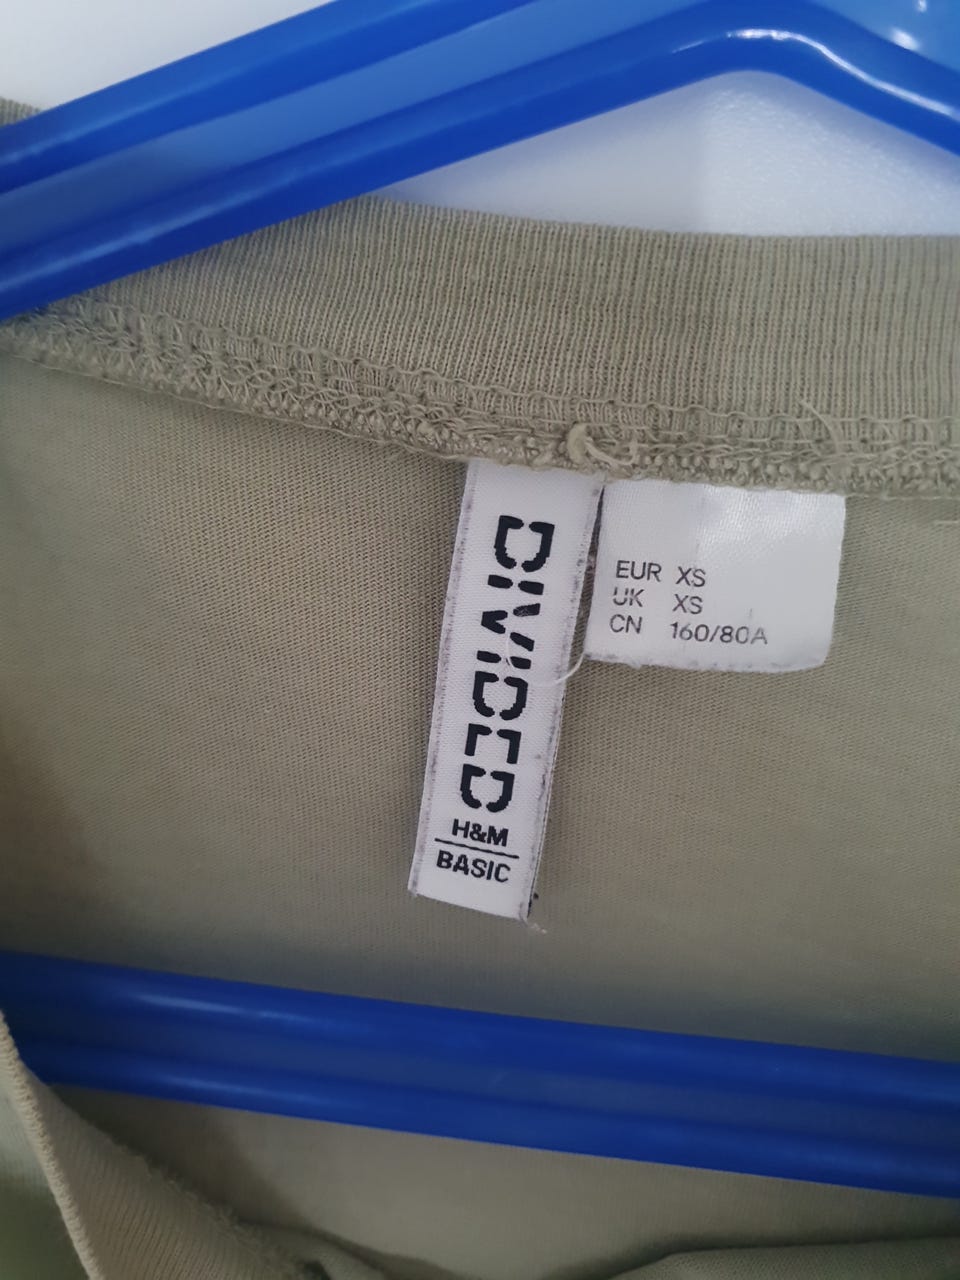 DIVIDED
H&M
BASIC
EUR XS
UK XS
CN 160/80A